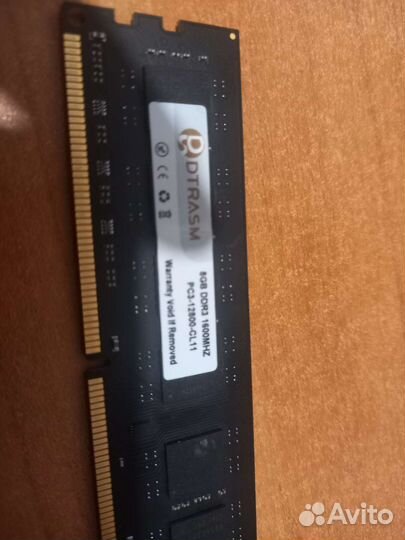 DTRASM
8GB DDR3 1600MHZ
PC3-12800-CL11
Warranty Void If Removed
Avito